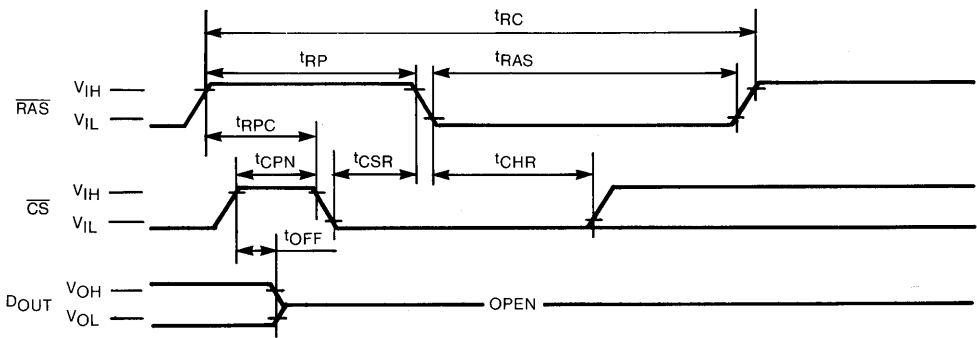 tRC
tRP
tRAS
RAS
VIH
VIL
tRPC
tCPN
tCSR
tCHR
CS
VIH
VIL
tOFF
DOUT
VOH
VOL
OPEN